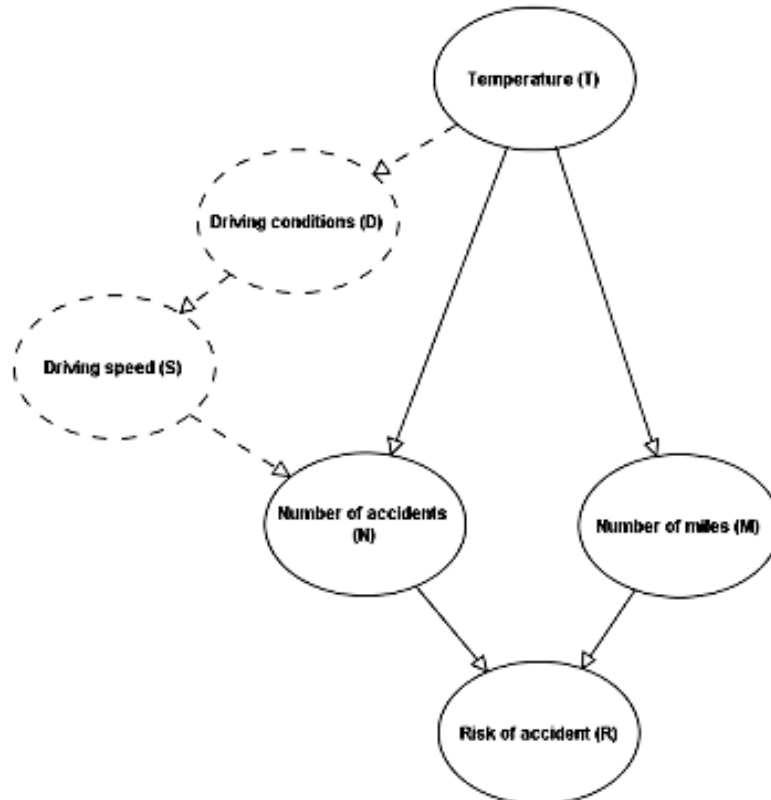 Temperature (T)
Driving conditions (D)
Driving speed (S)
Number of accidents
(N)
Number of miles (M)
Risk of accident (R)